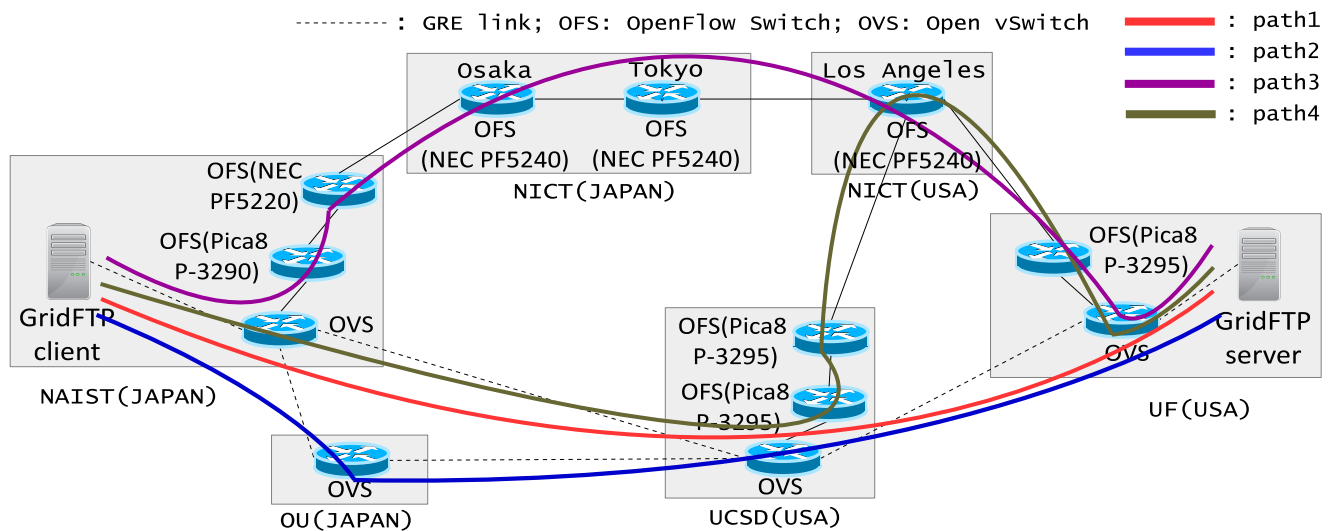 : GRE link; OFS: OpenFlow Switch; OVS: Open vSwitch
: path1
: path2
: path3
: path4
Osaka
Tokyo
Los Angeles
OFS
(NEC PF5240)
OFS
(NEC PF5240)
OFS
(NEC PF5240)
NICT(JAPAN)
NICT(USA)
OFS(NEC
PF5220)
OFS(Pica8
P-3290)
GridFTP
client
OVS
NAIST(JAPAN)
OFS(Pica8
P-3295)
GridFTP
server
OVS
UF(USA)
OFS(Pica8
P-3295)
OFS(Pica8
P-3295)
OVS
UCSD(USA)
OVS
OU(JAPAN)